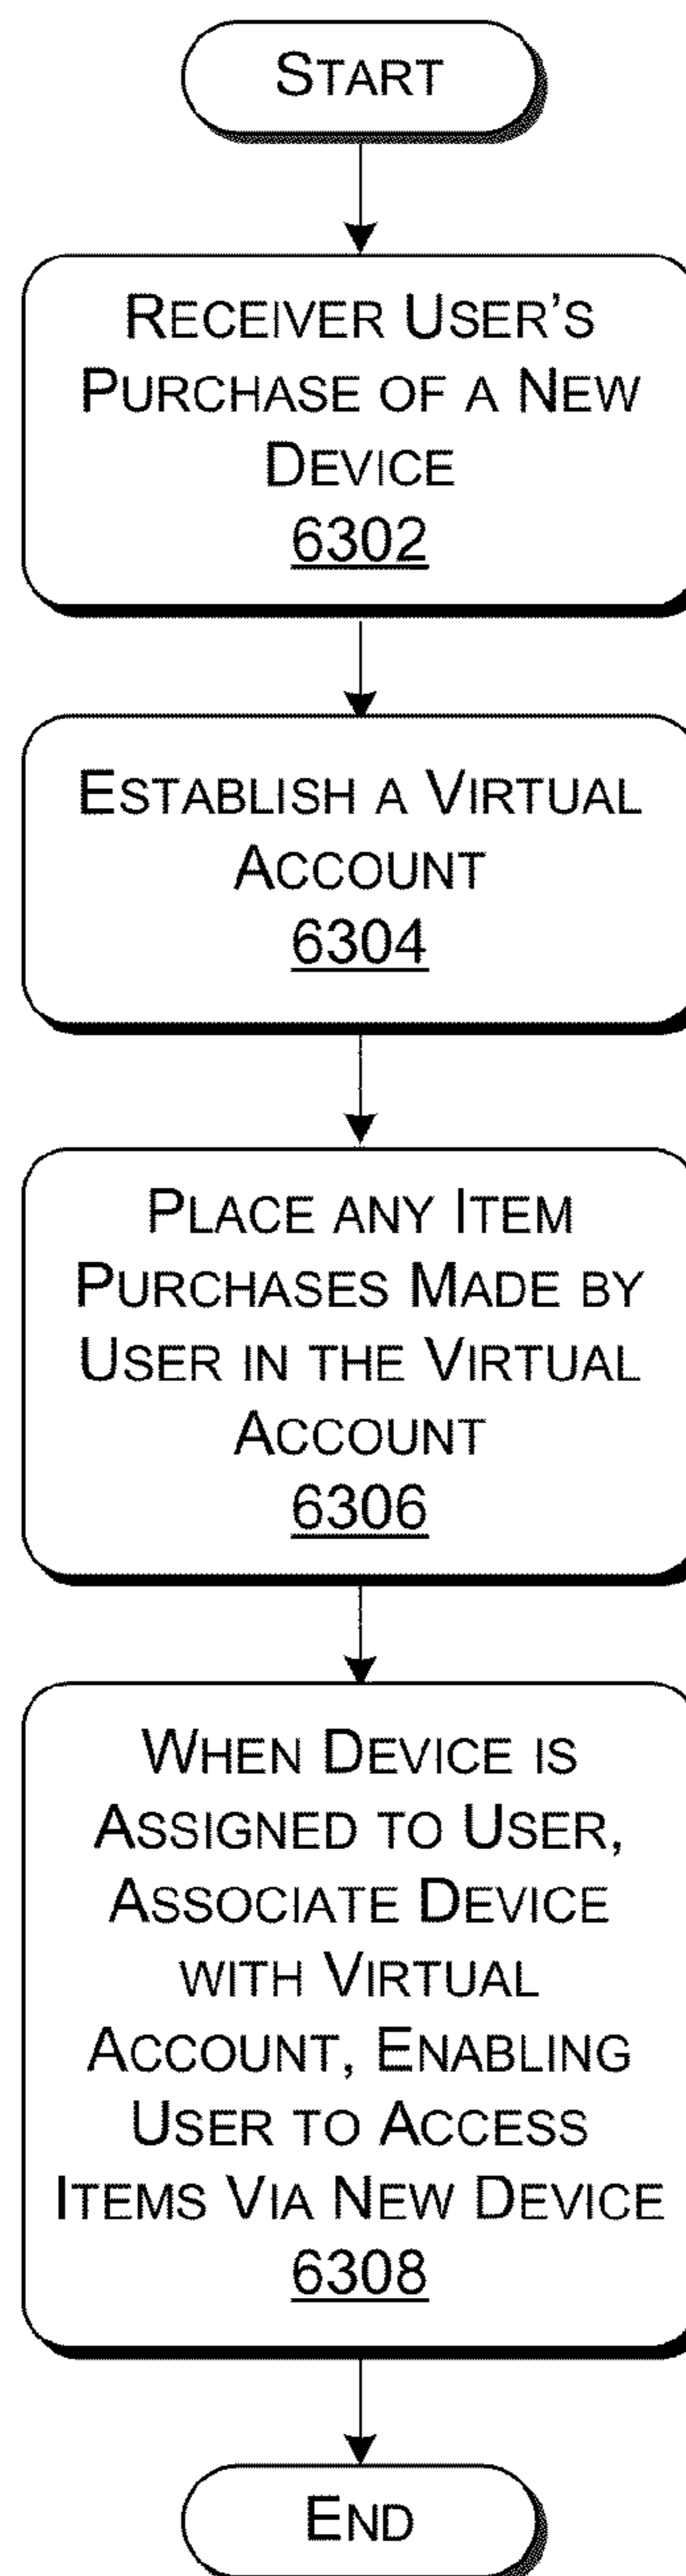 START
RECEIVER USER'S
PURCHASE OF A NEW
DEVICE
6302
ESTABLISH A VIRTUAL
ACCOUNT
6304
PLACE ANY ITEM
PURCHASES MADE BY
USER IN THE VIRTUAL
ACCOUNT
6306
WHEN DEVICE IS
ASSIGNED TO USER,
ASSOCIATE DEVICE
WITH VIRTUAL
ACCOUNT, ENABLING
USER TO ACCESS
ITEMS VIA NEW DEVICE
6308
END